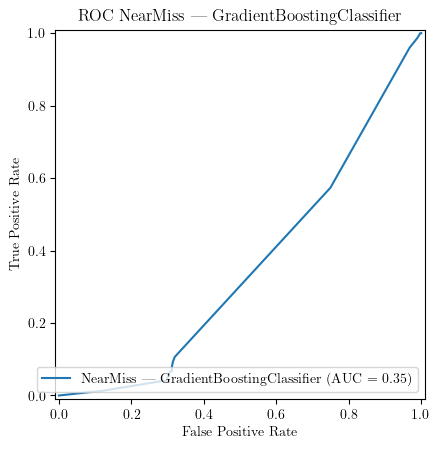 ROC NearMiss — GradientBoostingClassifier
1.0
0.8
0.6
0.4
0.2
0.0
True Positive Rate
NearMiss — GradientBoostingClassifier (AUC = 0.35)
0.0 0.2 0.4 0.6 0.8 1.0
False Positive Rate